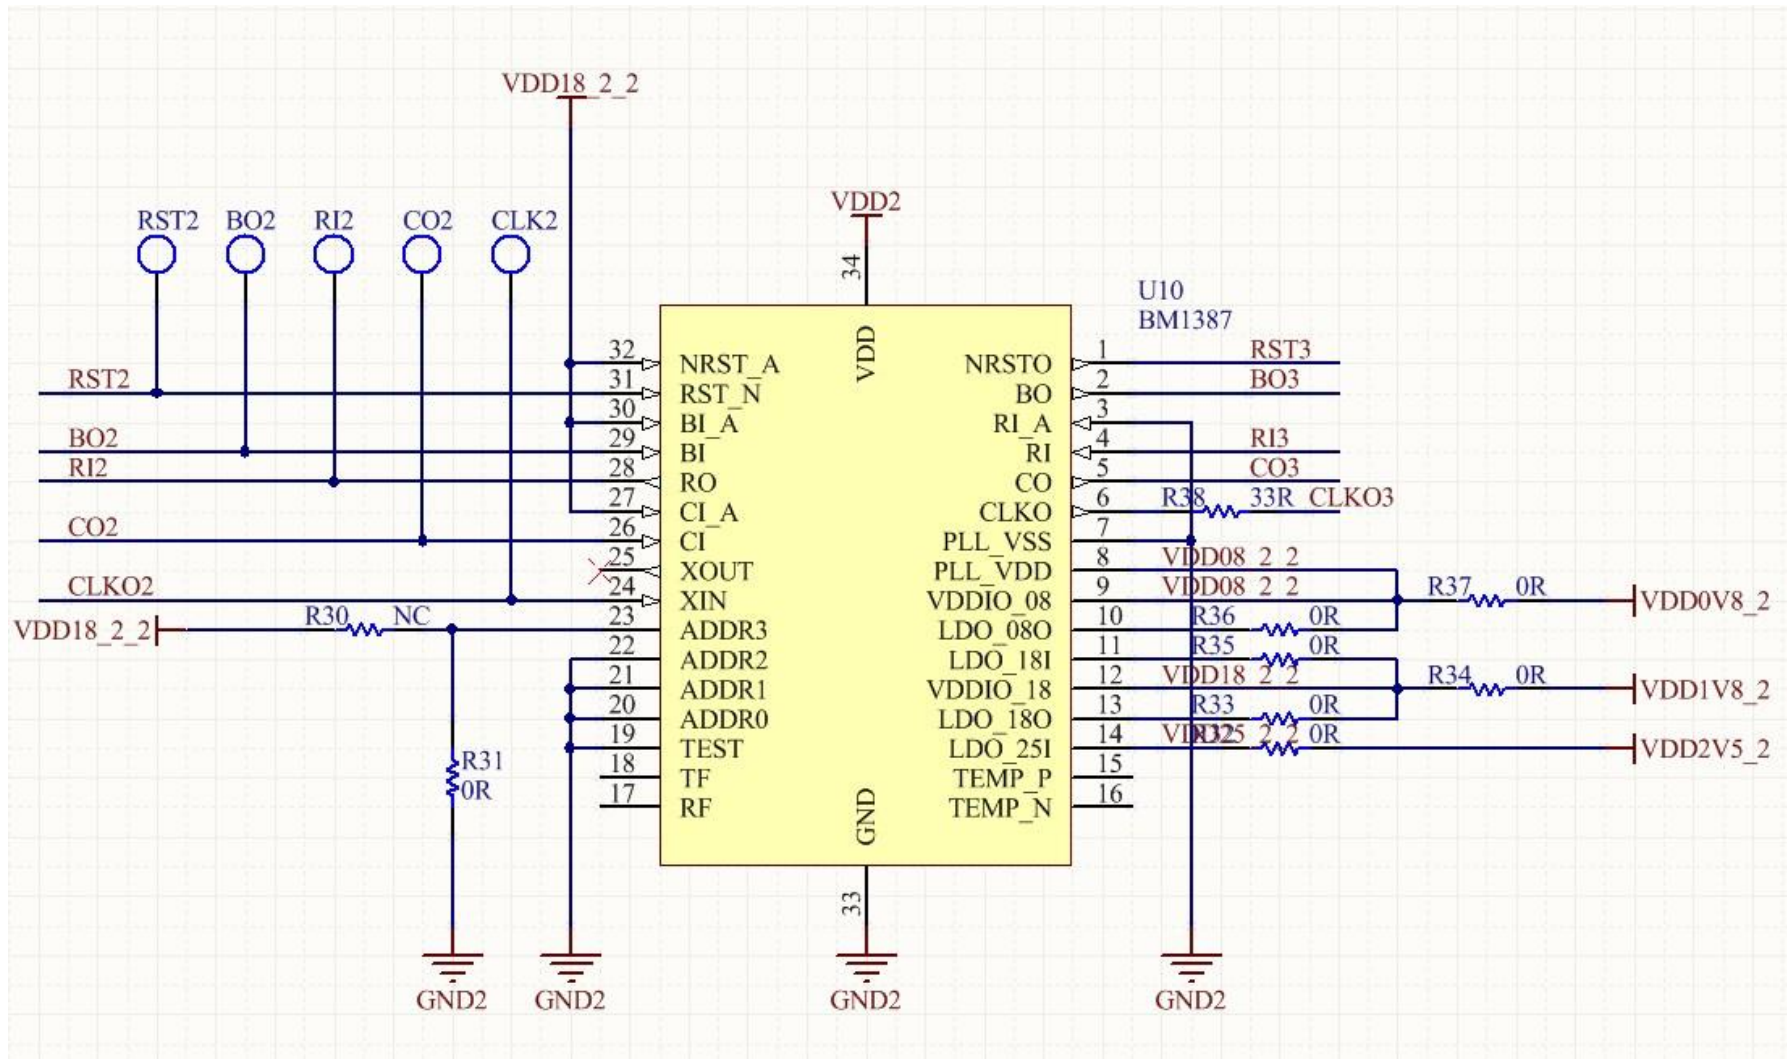 VDD18_2_2
VDD2
RST2 BO2 RI2 CO2 CLK2
34
U10
BM1387
VDD
32 NRST_A NRSTO 1 RST3
RST2 31 RST_N BO 2 BO3
30 BI_A RI_A 3
BO2 29 BI RI 4 RI3
RI2 28 RO CO 5 CO3
27 CI_A CLKO 6 R38 33R CLKO3
CO2 26 CI PLL_VSS 7
25 XOUT PLL_VDD 8 VDD08_2_2
CLKO2 24 XIN VDDIO_08 9 VDD08_2_2 R37 0R VDD0V8_2
VDD18_2_2 R30 NC 23 ADDR3 LDO_08O 10 R36 0R
22 ADDR2 LDO_18I 11 R35 0R
21 ADDR1 VDDIO_18 12 VDD18_2_2 R34 0R VDD1V8_2
20 ADDR0 LDO_18O 13 R33 0R
19 TEST LDO_25I 14 0R VDD2V5_2
R31 18 TF TEMP_P 15
0R 17 RF TEMP_N 16
GND
33
GND2 GND2 GND2 GND2